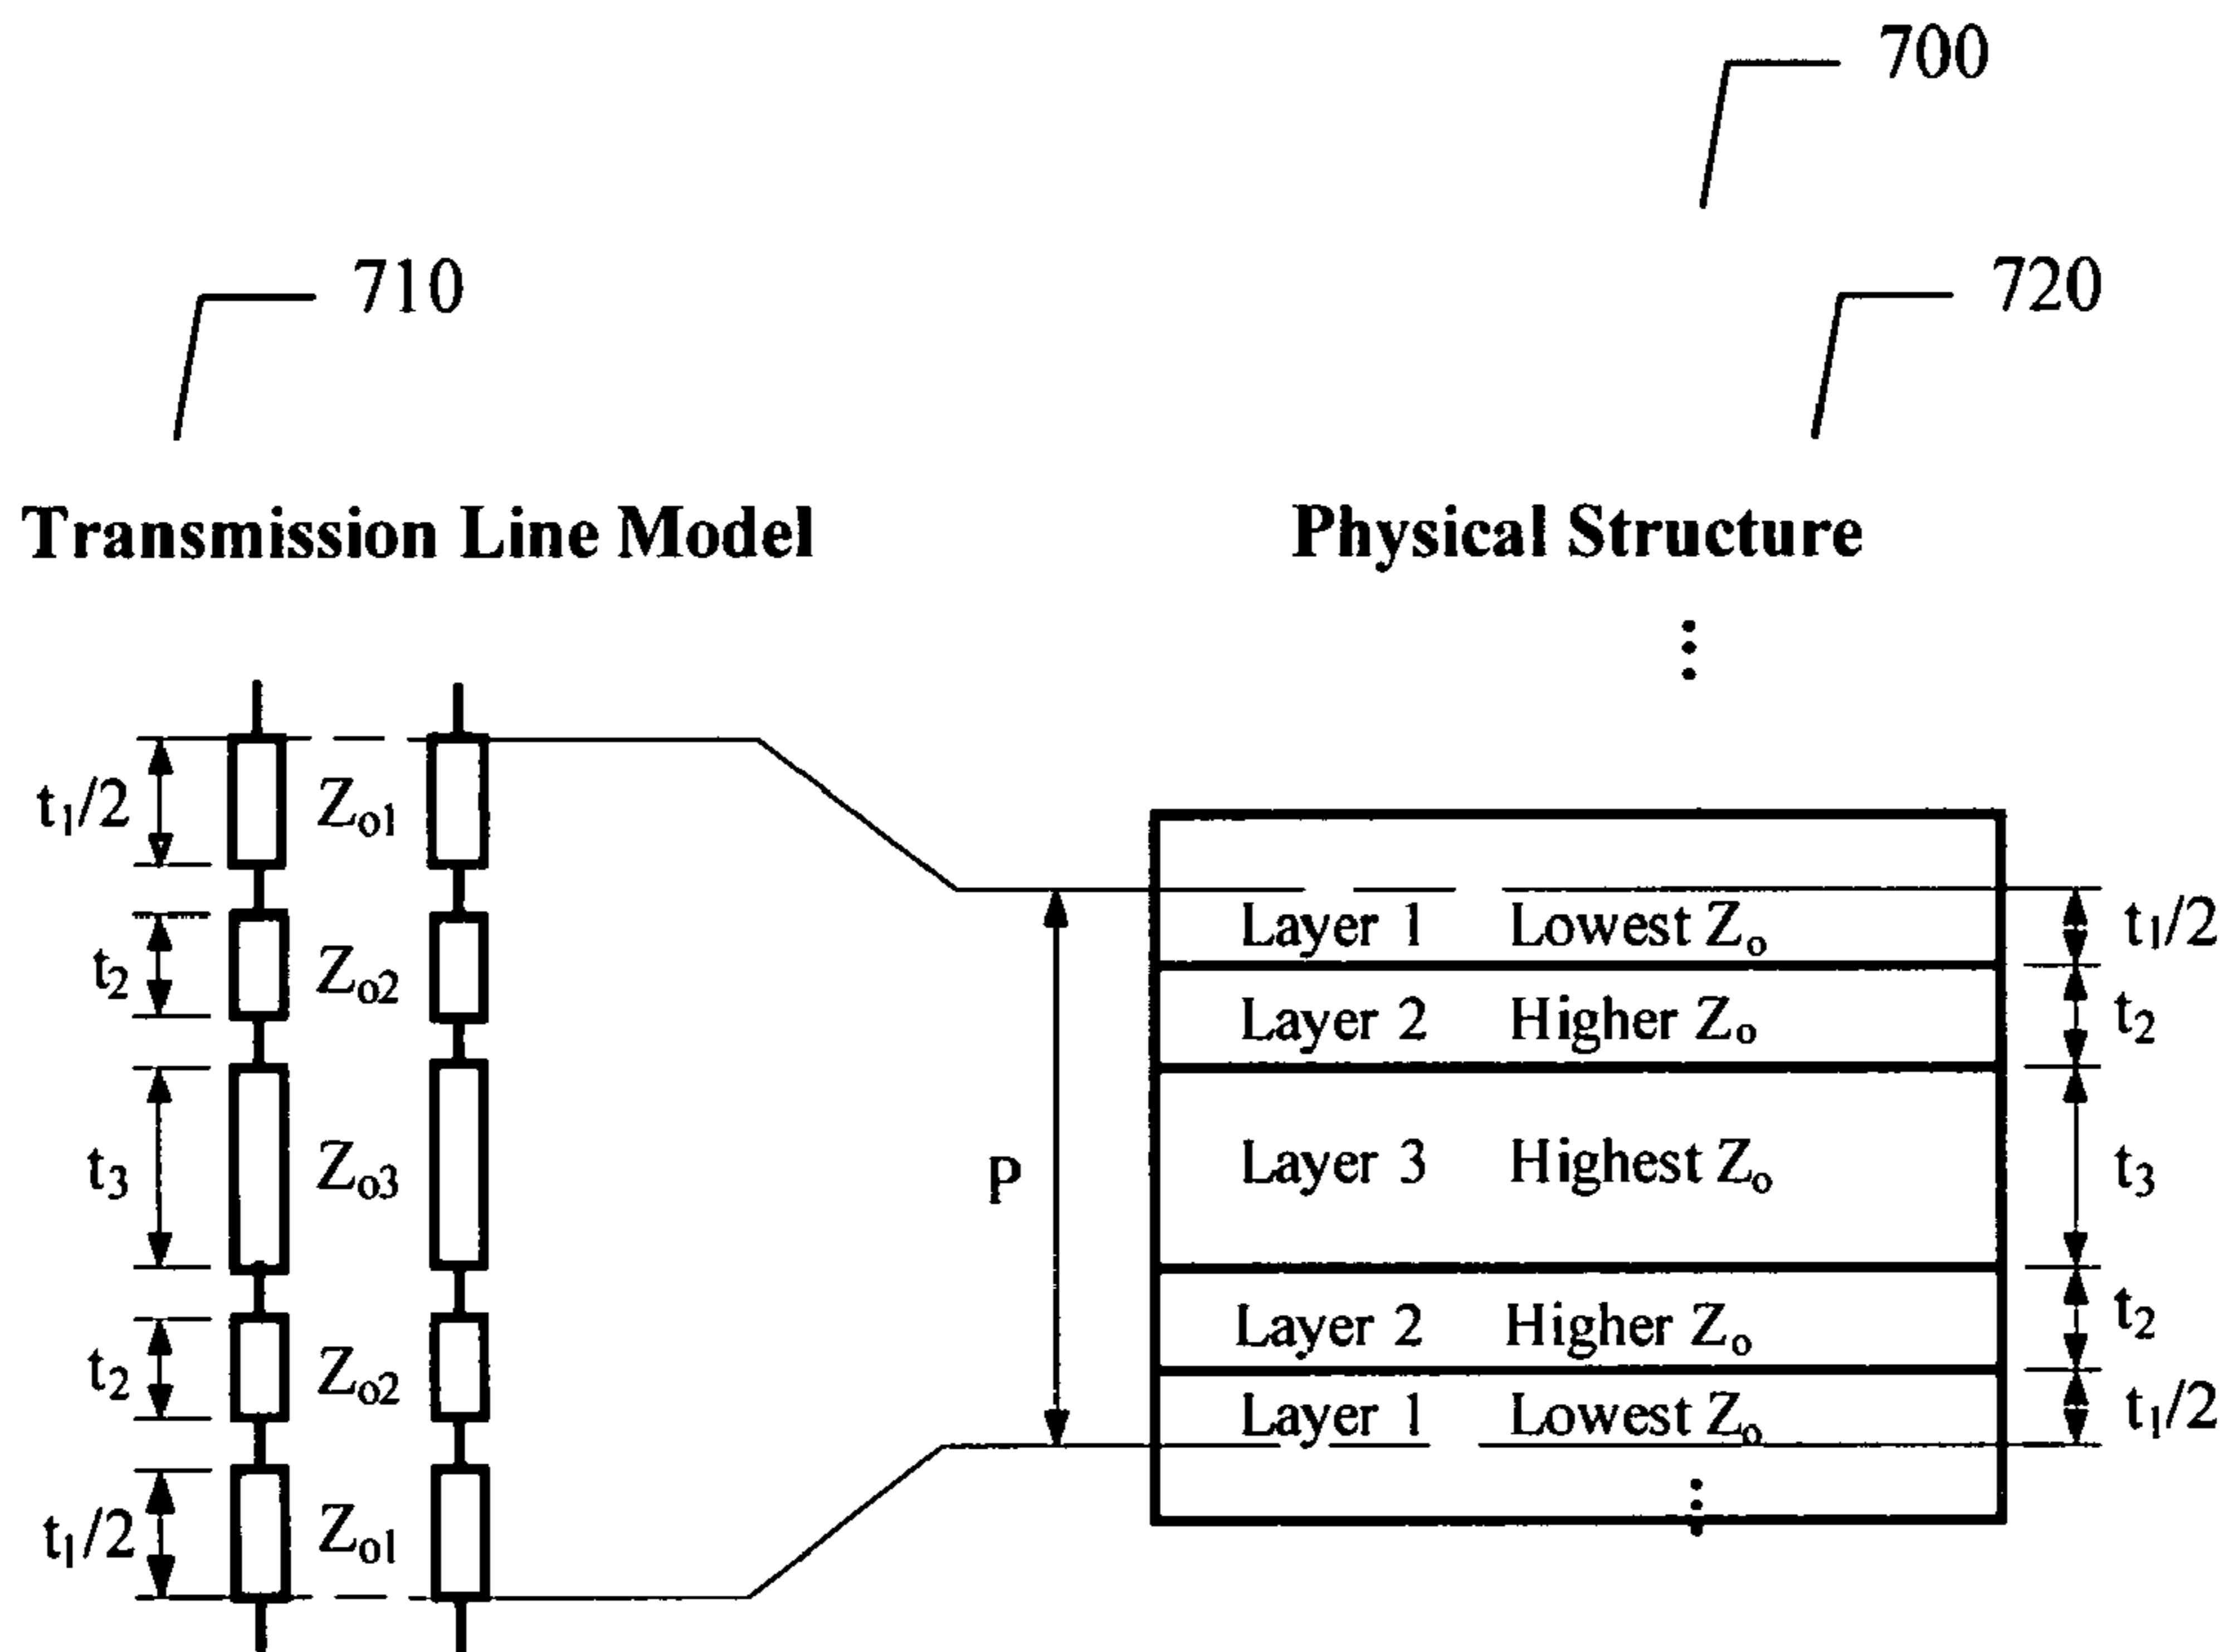 700
710
720
Transmission Line Model
Physical Structure
t₁/2
Zₒ₁
t₂
Zₒ₂
t₃
Zₒ₃
t₂
Zₒ₂
t₁/2
Zₒ₁
P
Layer 1 Lowest Zₒ
t₁/2
Layer 2 Higher Zₒ
t₂
Layer 3 Highest Zₒ
t₃
Layer 2 Higher Zₒ
t₂
Layer 1 Lowest Zₒ
t₁/2